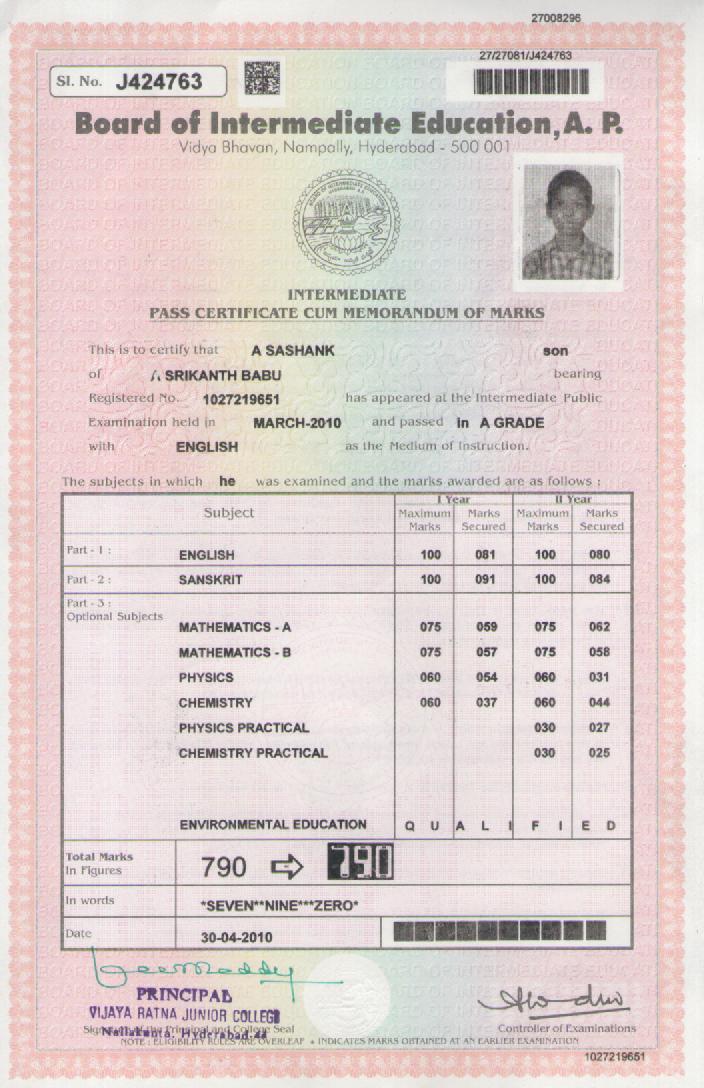 27008296
27/27081/J424763
Sl. No. J424763
Board of Intermediate Education, A. P.
Vidya Bhavan, Nampally, Hyderabad - 500 001
INTERMEDIATE
PASS CERTIFICATE CUM MEMORANDUM OF MARKS
This is to certify that A SASHANK son
of A SRIKANTH BABU bearing
Registered No. 1027219651 has appeared at the Intermediate Public
Examination held in MARCH-2010 and passed in A GRADE
with ENGLISH as the Medium of Instruction.
The subjects in which he was examined and the marks awarded are as follows :
Subject I Year II Year
Maximum Marks Marks Secured Maximum Marks Marks Secured
Part - 1 : ENGLISH 100 081 100 080
Part - 2 : SANSKRIT 100 091 100 084
Part - 3 :
Optional Subjects
MATHEMATICS - A 075 059 075 062
MATHEMATICS - B 075 057 075 058
PHYSICS 060 054 060 031
CHEMISTRY 060 037 060 044
PHYSICS PRACTICAL 030 027
CHEMISTRY PRACTICAL 030 025
ENVIRONMENTAL EDUCATION Q U A L I F I E D
Total Marks
In Figures 790 ⇨ 790
In words *SEVEN**NINE***ZERO*
Date 30-04-2010
PRINCIPAL
VIJAYA RATNA JUNIOR COLLEGE
Nallakunta, Hyderabad-44
Signature of the Principal and College Seal
Controller of Examinations
NOTE : ELIGIBILITY RULES ARE OVERLEAF * INDICATES MARKS OBTAINED AT AN EARLIER EXAMINATION
1027219651